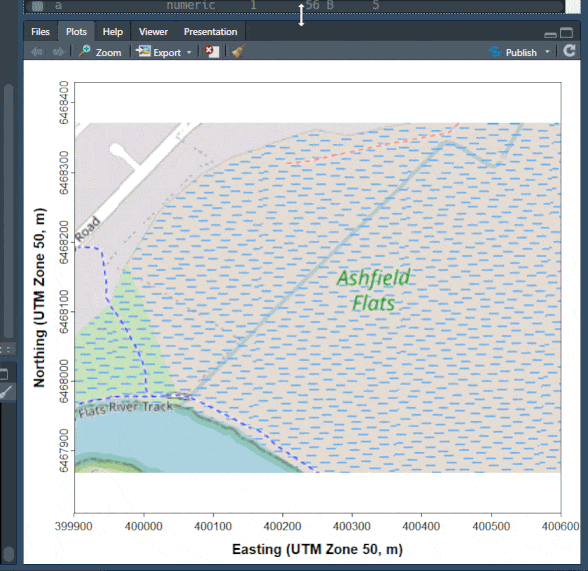 a numeric 1 56 B 5
Files Plots Help Viewer Presentation
Zoom Export Publish
6468400
6468300
6468200
6468100
6468000
6467900
Northing (UTM Zone 50, m)
Road
Ashfield
Flats
Flats River Track
399900 400000 400100 400200 400300 400400 400500 400600
Easting (UTM Zone 50, m)